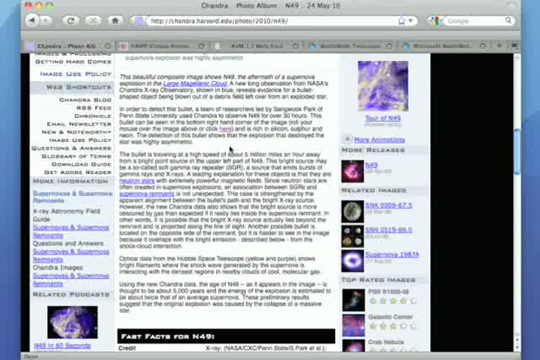 Chandra :: Photo Album :: N49 :: 24 May 10
http://chandra.harvard.edu/photo/2010/n49/
Google
Getting Hard Copies
Image Use Policy
Web Shortcuts
Chandra Blog
RSS Feed
Chronicle
Email Newsletter
New & Noteworthy
Image Use Policy
Questions & Answers
Glossary of Terms
Download Guide
Get Adobe Reader
More Information
Supernovas & Supernova
Remnants
X-ray Astronomy Field
Guide
Supernovas & Supernova
Remnants
Questions and Answers
Supernovas & Supernova
Remnants
Chandra Images
Supernovas & Supernova
Remnants
Related Podcasts
N49 in 60 Seconds
supernova explosion was highly asymmetric
This beautiful composite image shows N49, the aftermath of a supernova
explosion in the Large Magellanic Cloud. A new long observation from NASA's
Chandra X-ray Observatory, shown in blue, reveals evidence for a bullet-
shaped object being blown out of a debris field left over from an exploded star.
In order to detect this bullet, a team of researchers led by Sangwook Park of
Penn State University used Chandra to observe N49 for over 30 hours. This
bullet can be seen in the bottom right hand corner of the image (roll your
mouse over the image above or click here) and is rich in silicon, sulphur and
neon. The detection of this bullet shows that the explosion that destroyed the
star was highly asymmetric.
The bullet is traveling at a high speed of about 5 million miles an hour away
from a bright point source in the upper left part of N49. This bright source may
be a so-called soft gamma ray repeater (SGR), a source that emits bursts of
gamma rays and X-rays. A leading explanation for these objects is that they are
neutron stars with extremely powerful magnetic fields. Since neutron stars are
often created in supernova explosions, an association between SGRs and
supernova remnants is not unexpected. This case is strengthened by the
apparent alignment between the bullet's path and the bright X-ray source.
However, the new Chandra data also shows that the bright source is more
obscured by gas than expected if it really lies inside the supernova remnant. In
other words, it is possible that the bright X-ray source actually lies beyond the
remnant and is projected along the line of sight. Another possible bullet is
located on the opposite side of the remnant, but it is harder to see in the image
because it overlaps with the bright emission - described below - from the
shock-cloud interaction.
Optical data from the Hubble Space Telescope (yellow and purple) shows
bright filaments where the shock wave generated by the supernova is
interacting with the densest regions in nearby clouds of cool, molecular gas.
Using the new Chandra data, the age of N49 -- as it appears in the image -- is
thought to be about 5,000 years and the energy of the explosion is estimated to
be about twice that of an average supernova. These preliminary results
suggest that the original explosion was caused by the collapse of a massive
star.
Fast Facts for N49:
Credit
X-ray: (NASA/CXC/Penn State/S.Park et al.);
Tour of N49
More Animations
More Releases
N49
Related Images
SNR 0509-67.5
Supernova 1987A
Top Rated Images
Galactic Center
Crab Nebula